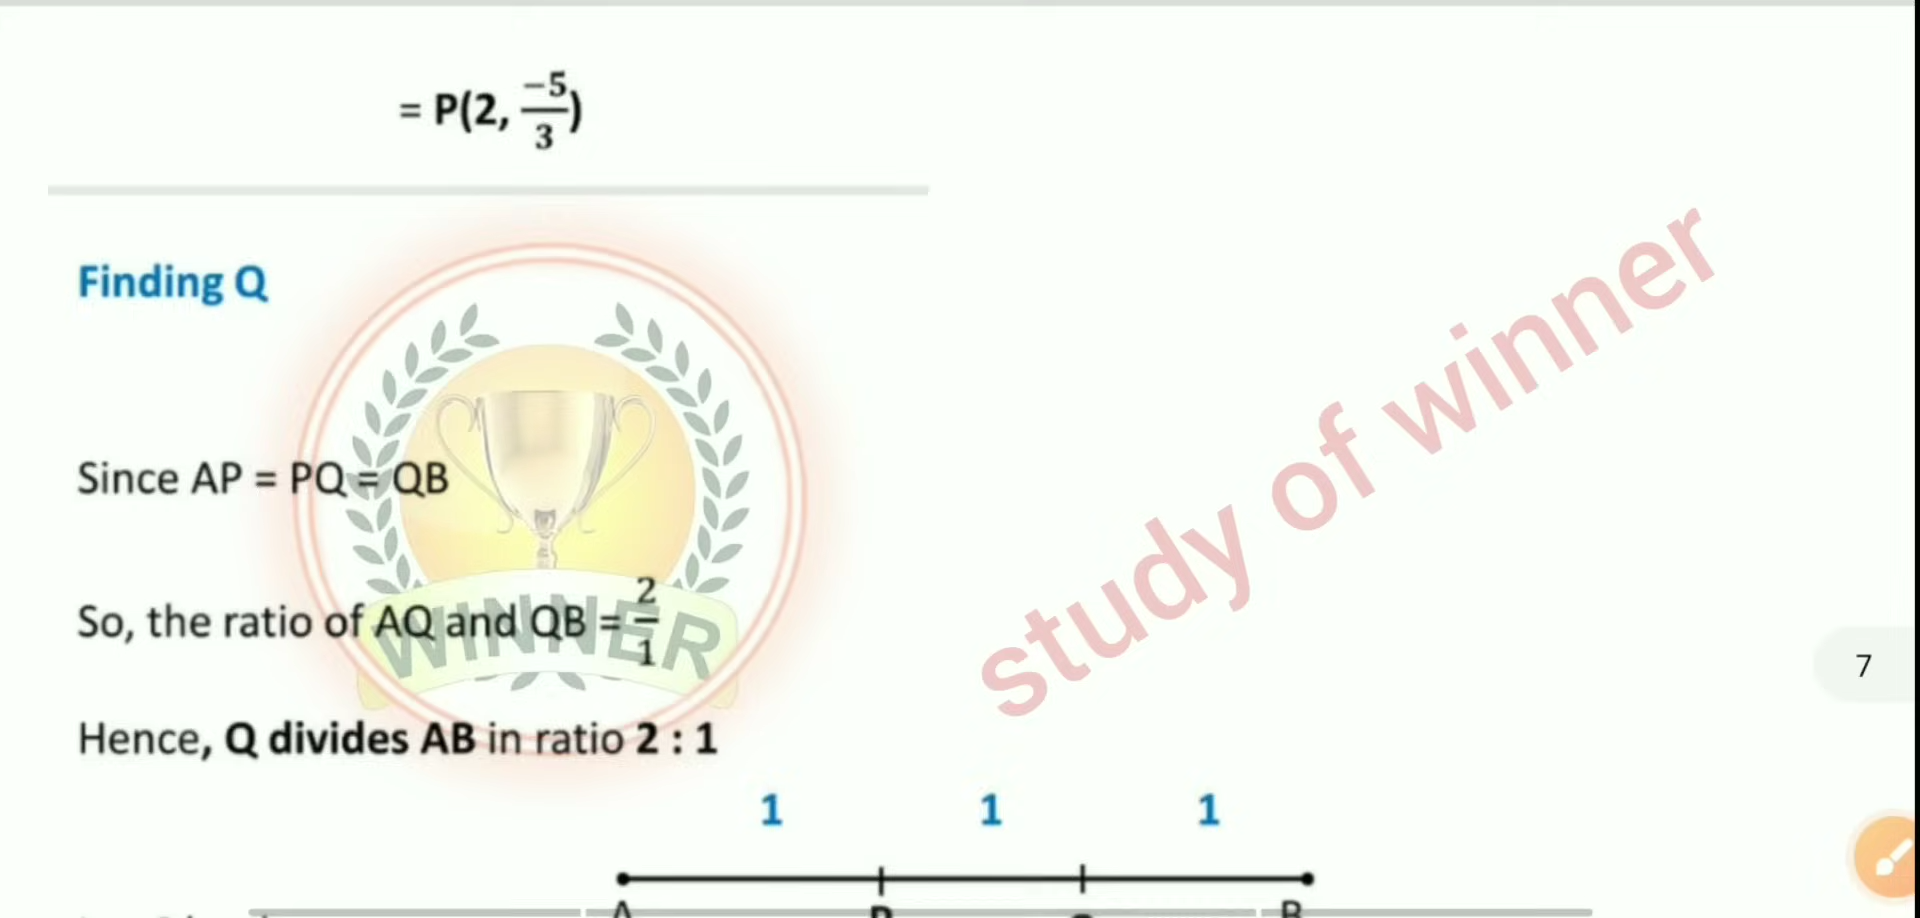 = P(2, -5/3)
Finding Q
Since AP = PQ = QB
So, the ratio of AQ and QB = 2/1
WINNER
Hence, Q divides AB in ratio 2 : 1
study of winner
7
1 1 1
A P B